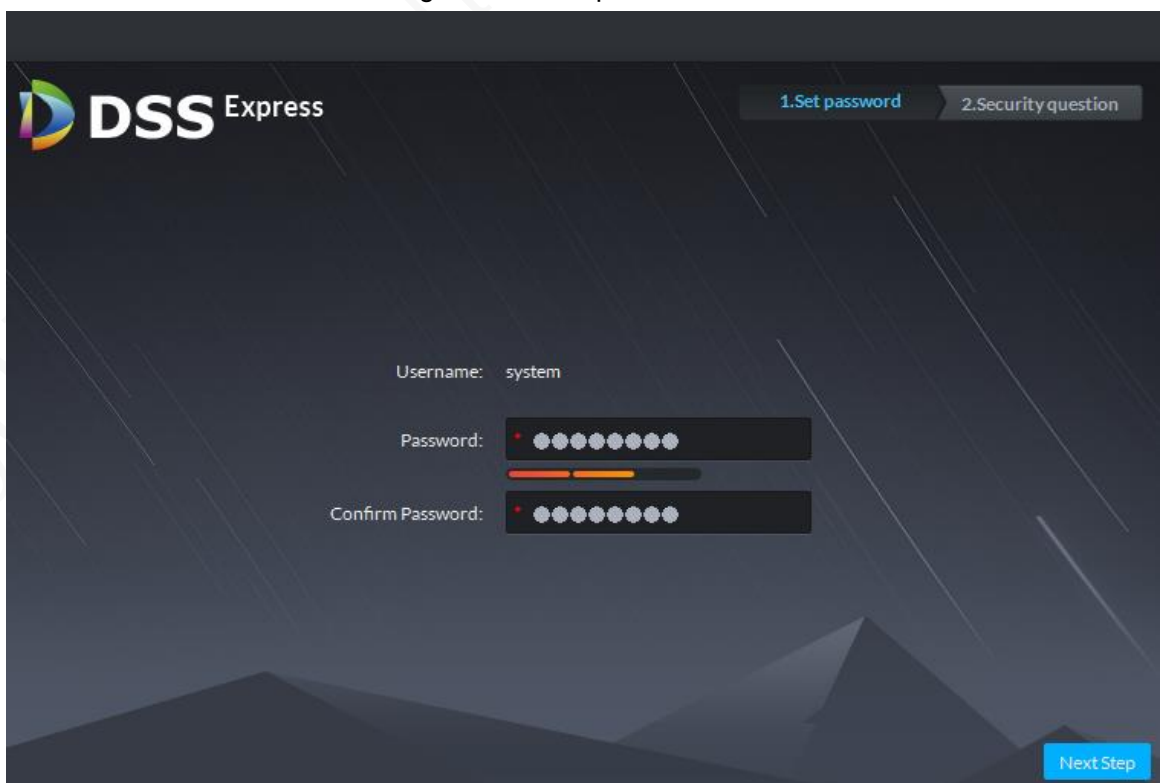 DSS Express
1.Set password
2.Security question
Username: system
Password: * ●●●●●●●●
Confirm Password: * ●●●●●●●●
Next Step